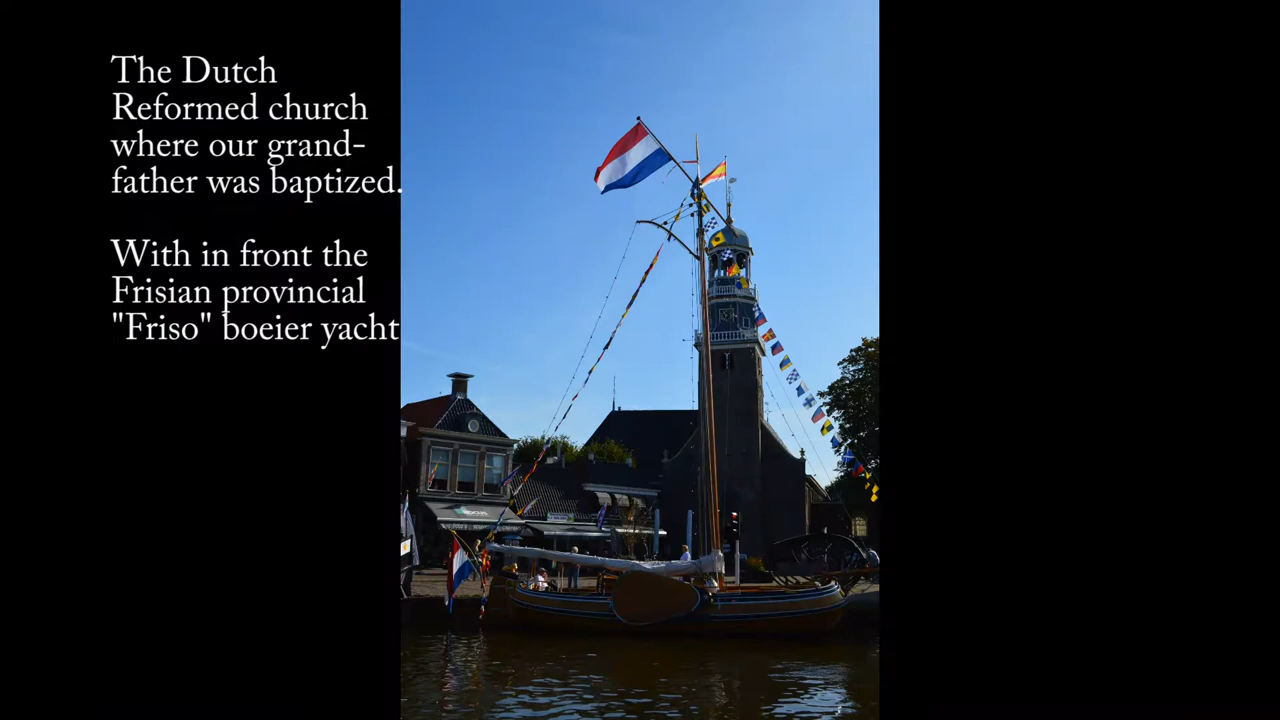 The Dutch
Reformed church
where our grand-
father was baptized.
With in front the
Frisian provincial
"Friso" boeier yacht